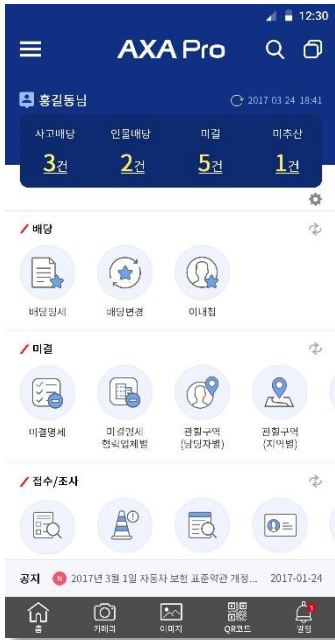 12:30
AXA Pro
홍길동님
2017 03 24 18:41
사고배당 인물배당 미결 미추산
3건 2건 5건 1건
배당
배당명세 배당변경 이내첩
미결
미결명세 미결명세 관할구역 관할구역
협력업체별 (담당자별) (지역별)
접수/조사
공지 N 2017년 3월 1일 자동차 보험 표준약관 개정... 2017-01-24
홈 카메라 이미지 QR코드 알림